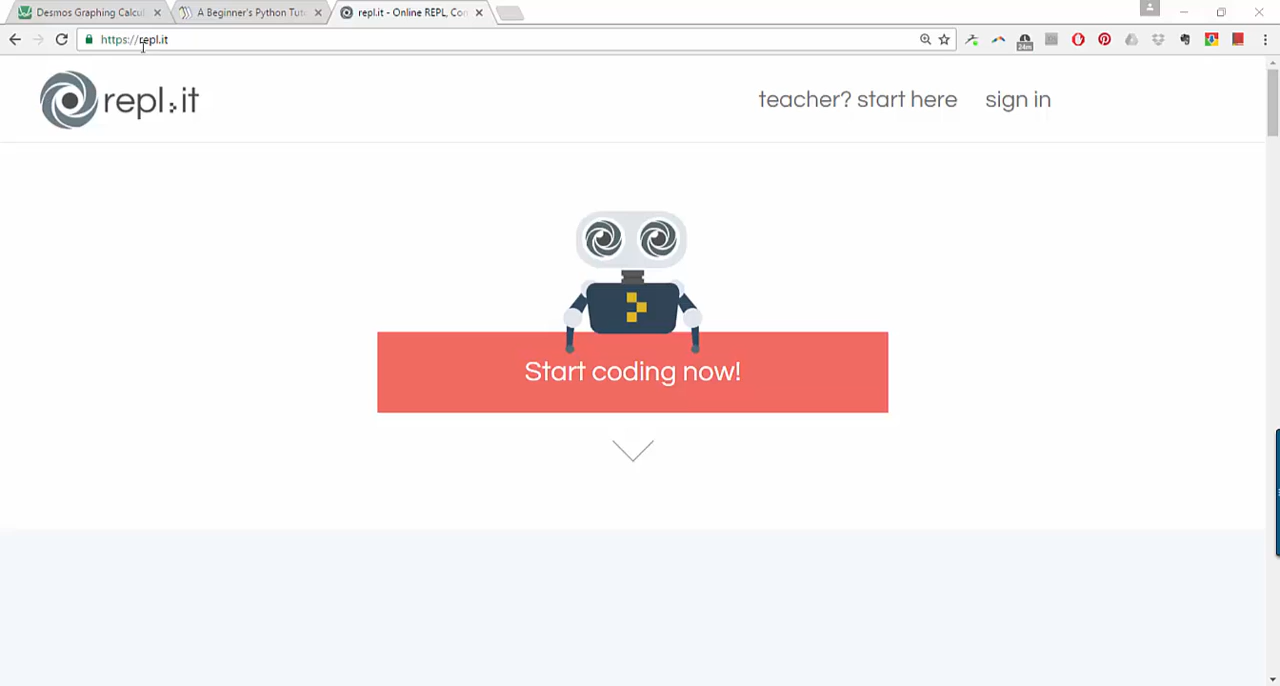 Desmos Graphing Calcul
A Beginner's Python Tut
repl.it - Online REPL, Co
https://repl.it
24m
repl.it
teacher? start here
sign in
Start coding now!